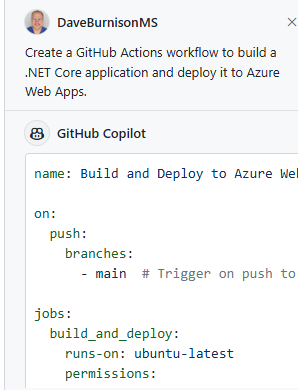 DaveBurnisonMS
Create a GitHub Actions workflow to build a
.NET Core application and deploy it to Azure
Web Apps.
GitHub Copilot
name: Build and Deploy to Azure
on:
push:
branches:
- main # Trigger on push to
jobs:
build_and_deploy:
runs-on: ubuntu-latest
permissions: